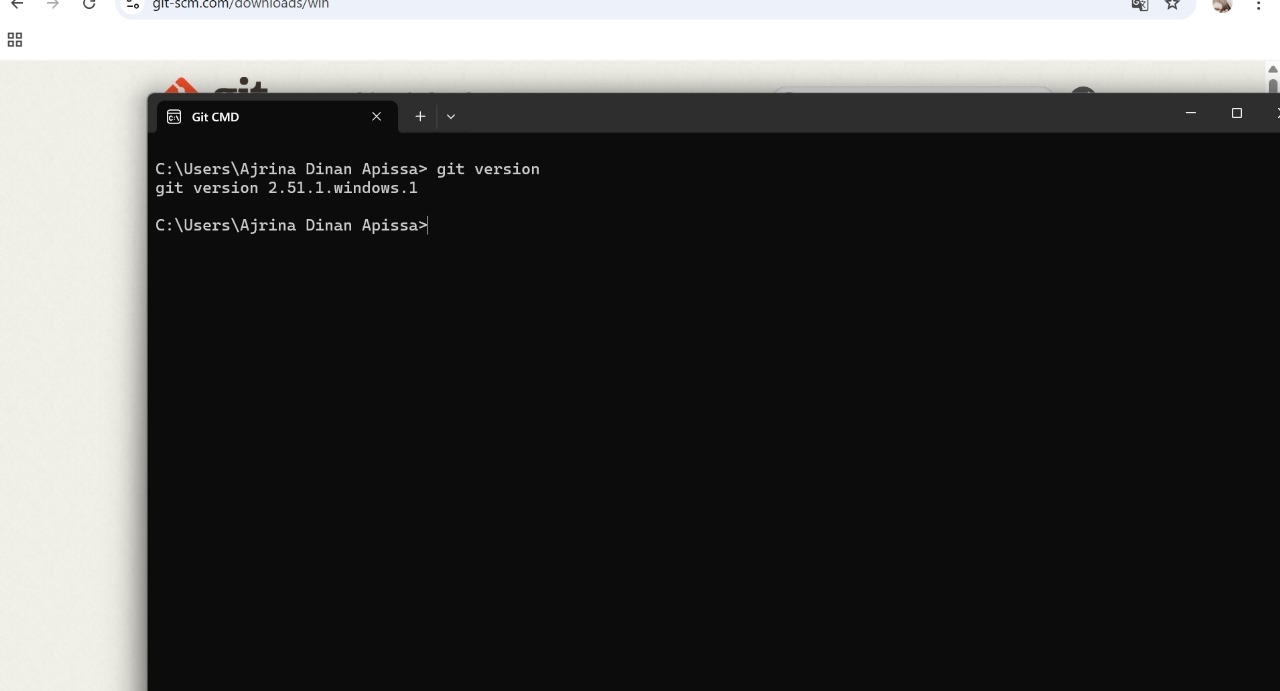 git-scm.com/downloads/win
git
Git CMD
C:\Users\Ajrina Dinan Apissa> git version
git version 2.51.1.windows.1
C:\Users\Ajrina Dinan Apissa>